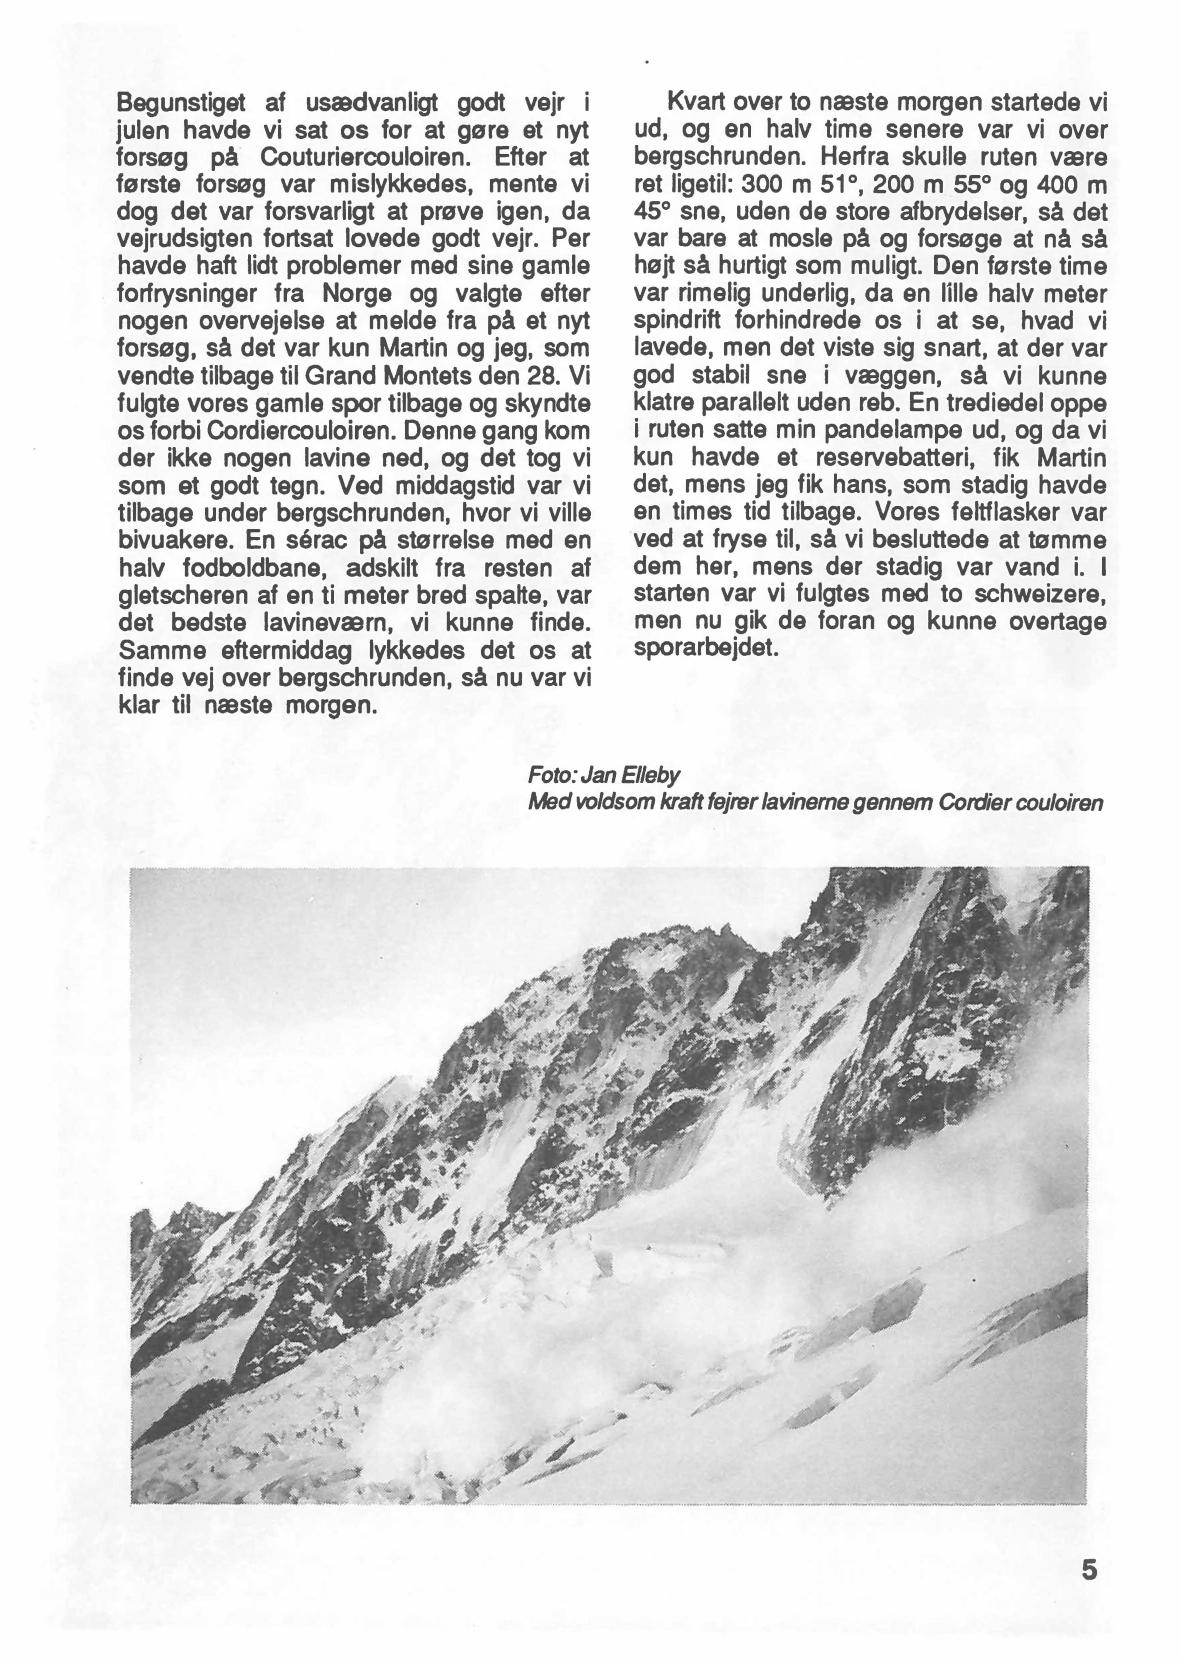 Begunstiget af usædvanligt godt vejr i
julen havde vi sat os for at gøre et nyt
forsøg på Couturiercouloiren. Efter at
første forsøg var mislykkedes, mente vi
dog det var forsvarligt at prøve igen, da
vejrudsigten fortsat lovede godt vejr. Per
havde haft lidt problemer med sine gamle
forfrysninger fra Norge og valgte efter
nogen overvejelse at melde fra på et nyt
forsøg, så det var kun Martin og jeg, som
vendte tilbage til Grand Montets den 28. Vi
fulgte vores gamle spor tilbage og skyndte
os forbi Cordiercouloiren. Denne gang kom
der ikke nogen lavine ned, og det tog vi
som et godt tegn. Ved middagstid var vi
tilbage under bergschrunden, hvor vi ville
bivuakere. En sérac på størrelse med en
halv fodboldbane, adskilt fra resten af
gletscheren af en ti meter bred spalte, var
det bedste lavineværn, vi kunne finde.
Samme eftermiddag lykkedes det os at
finde vej over bergschrunden, så nu var vi
klar til næste morgen.
Kvart over to næste morgen startede vi
ud, og en halv time senere var vi over
bergschrunden. Herfra skulle ruten være
ret ligetil: 300 m 51°, 200 m 55° og 400 m
45° sne, uden de store afbrydelser, så det
var bare at mosle på og forsøge at nå så
højt så hurtigt som muligt. Den første time
var rimelig underlig, da en lille halv meter
spindrift forhindrede os i at se, hvad vi
lavede, men det viste sig snart, at der var
god stabil sne i væggen, så vi kunne
klatre parallelt uden reb. En trediedel oppe
i ruten satte min pandelampe ud, og da vi
kun havde et reservebatteri, fik Martin
det, mens jeg fik hans, som stadig havde
en times tid tilbage. Vores feltflasker var
ved at fryse til, så vi besluttede at tømme
dem her, mens der stadig var vand i. I
starten var vi fulgtes med to schweizere,
men nu gik de foran og kunne overtage
sporarbejdet.
Foto: Jan Elleby
Med voldsom kraft fejrer lavinerne gennem Cordier couloiren
5